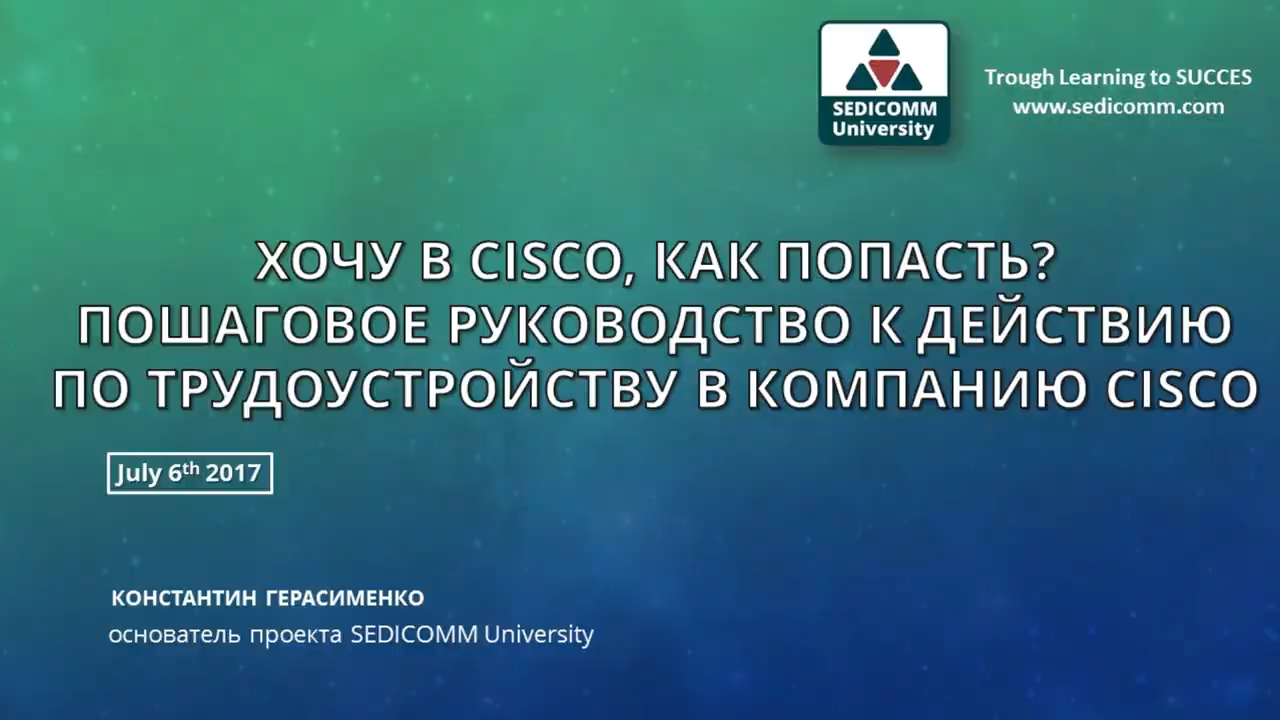 SEDICOMM
University
Trough Learning to SUCCES
www.sedicomm.com
ХОЧУ В CISCO, КАК ПОПАСТЬ?
ПОШАГОВОЕ РУКОВОДСТВО К ДЕЙСТВИЮ
ПО ТРУДОУСТРОЙСТВУ В КОМПАНИЮ CISCO
July 6th 2017
КОНСТАНТИН ГЕРАСИМЕНКО
основатель проекта SEDICOMM University